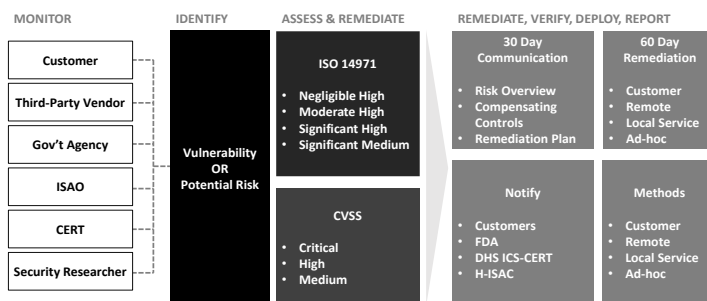 MONITOR
IDENTIFY
ASSESS & REMEDIATE
REMEDIATE, VERIFY, DEPLOY, REPORT
Customer
Third-Party Vendor
Gov't Agency
ISAO
CERT
Security Researcher
Vulnerability
OR
Potential Risk
ISO 14971
• Negligible High
• Moderate High
• Significant High
• Significant Medium
CVSS
• Critical
• High
• Medium
30 Day
Communication
• Risk Overview
• Compensating
Controls
• Remediation Plan
60 Day
Remediation
• Customer
• Remote
• Local Service
• Ad-hoc
Notify
• Customers
• FDA
• DHS ICS-CERT
• H-ISAC
Methods
• Customer
• Remote
• Local Service
• Ad-hoc